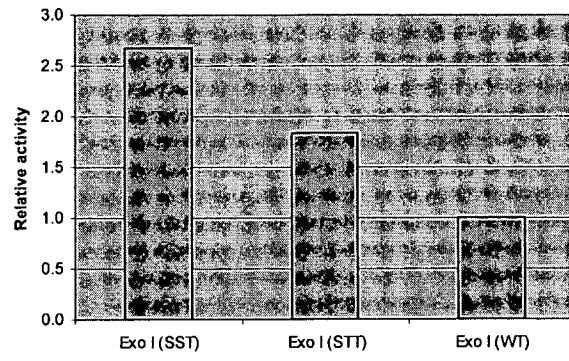 Relative activity
3.0
2.5
2.0
1.5
1.0
0.5
0.0
Exo I (SST)
Exo I (STT)
Exo I (WT)